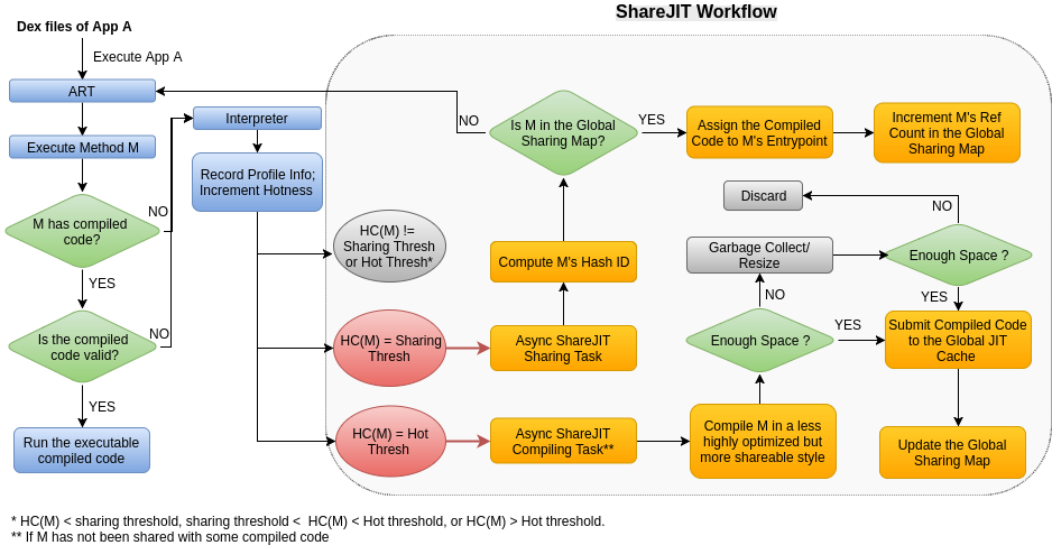 ShareJIT Workflow
Dex files of App A
Execute App A
ART
Execute Method M
M has compiled
code?
NO
YES
Is the compiled
code valid?
NO
YES
Run the executable
compiled code
Interpreter
Record Profile Info;
Increment Hotness
HC(M) !=
Sharing Thresh
or Hot Thresh*
HC(M) = Sharing
Thresh
HC(M) = Hot
Thresh
Async ShareJIT
Sharing Task
Compute M's Hash ID
Is M in the Global
Sharing Map?
NO
YES
Assign the Compiled
Code to M's Entrypoint
Increment M's Ref
Count in the Global
Sharing Map
Async ShareJIT
Compiling Task**
Compile M in a less
highly optimized but
more shareable style
Enough Space ?
NO
YES
Garbage Collect/
Resize
Enough Space ?
NO
Discard
YES
Submit Compiled Code
to the Global JIT
Cache
Update the Global
Sharing Map
* HC(M) < sharing threshold, sharing threshold < HC(M) < Hot threshold, or HC(M) > Hot threshold.
** If M has not been shared with some compiled code